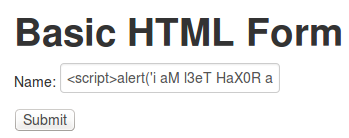 Basic HTML Form
Name: <script>alert('i aM l3eT HaX0R a
Submit